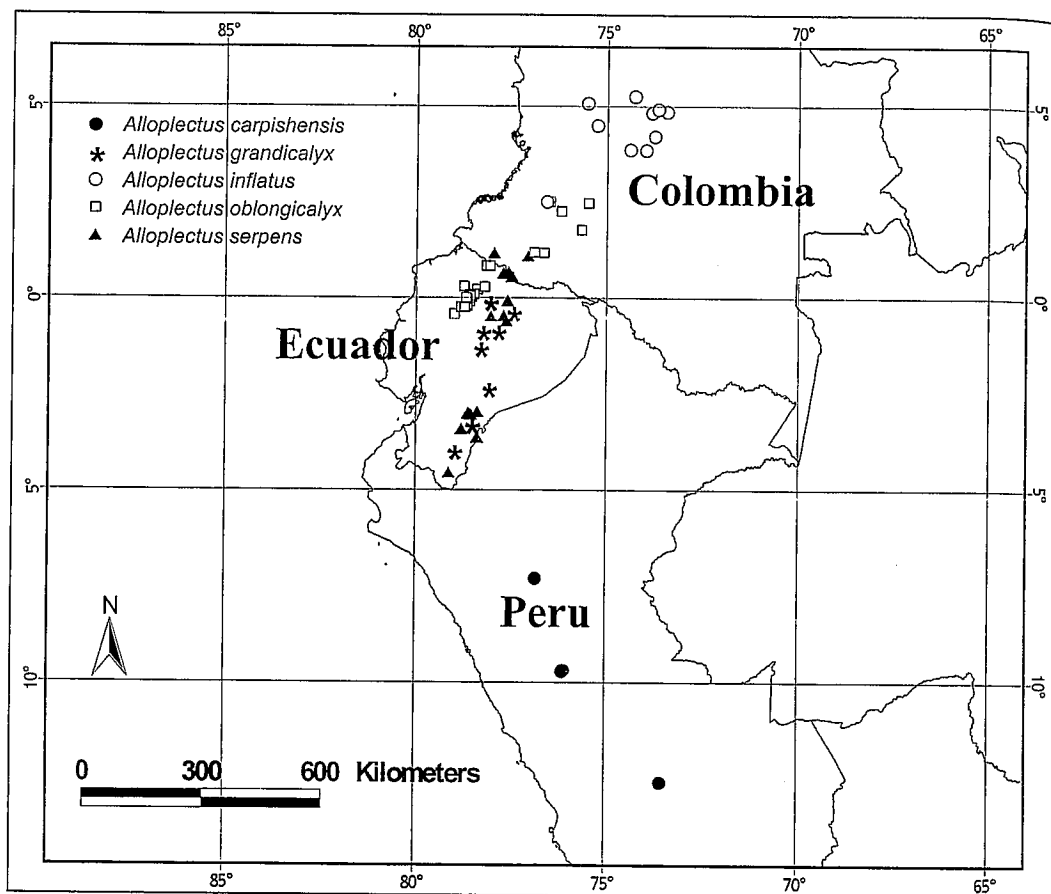 85°
80°
75°
70°
65°
5°
5°
Alloplectus carpishensis
Alloplectus grandicalyx
Alloplectus inflatus
Alloplectus oblongicalyx
Alloplectus serpens
Colombia
0°
0°
Ecuador
5°
5°
N
Peru
10°
10°
0 300 600 Kilometers
85°
80°
75°
70°
65°